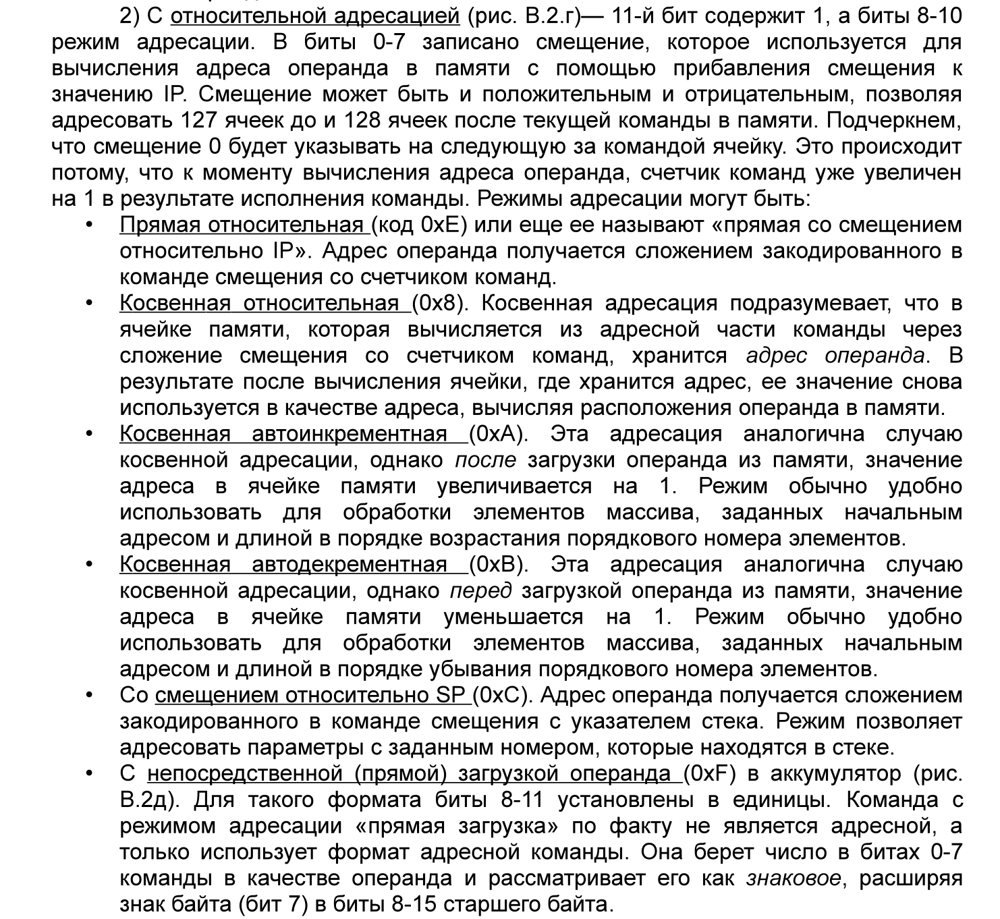 2) С относительной адресацией (рис. В.2.г)— 11-й бит содержит 1, а биты 8-10
режим адресации. В биты 0-7 записано смещение, которое используется для
вычисления адреса операнда в памяти с помощью прибавления смещения к
значению IP. Смещение может быть и положительным и отрицательным, позволяя
адресовать 127 ячеек до и 128 ячеек после текущей команды в памяти. Подчеркнем,
что смещение 0 будет указывать на следующую за командой ячейку. Это происходит
потому, что к моменту вычисления адреса операнда, счетчик команд уже увеличен
на 1 в результате исполнения команды. Режимы адресации могут быть:
• Прямая относительная (код 0xE) или еще ее называют «прямая со смещением
относительно IP». Адрес операнда получается сложением закодированного в
команде смещения со счетчиком команд.
• Косвенная относительная (0x8). Косвенная адресация подразумевает, что в
ячейке памяти, которая вычисляется из адресной части команды через
сложение смещения со счетчиком команд, хранится адрес операнда. В
результате после вычисления ячейки, где хранится адрес, ее значение снова
используется в качестве адреса, вычисляя расположения операнда в памяти.
• Косвенная автоинкрементная (0xA). Эта адресация аналогична случаю
косвенной адресации, однако после загрузки операнда из памяти, значение
адреса в ячейке памяти увеличивается на 1. Режим обычно удобно
использовать для обработки элементов массива, заданных начальным
адресом и длиной в порядке возрастания порядкового номера элементов.
• Косвенная автодекрементная (0xB). Эта адресация аналогична случаю
косвенной адресации, однако перед загрузкой операнда из памяти, значение
адреса в ячейке памяти уменьшается на 1. Режим обычно удобно
использовать для обработки элементов массива, заданных начальным
адресом и длиной в порядке убывания порядкового номера элементов.
• Со смещением относительно SP (0xC). Адрес операнда получается сложением
закодированного в команде смещения с указателем стека. Режим позволяет
адресовать параметры с заданным номером, которые находятся в стеке.
• С непосредственной (прямой) загрузкой операнда (0xF) в аккумулятор (рис.
В.2д). Для такого формата биты 8-11 установлены в единицы. Команда с
режимом адресации «прямая загрузка» по факту не является адресной, а
только использует формат адресной команды. Она берет число в битах 0-7
команды в качестве операнда и рассматривает его как знаковое, расширяя
знак байта (бит 7) в биты 8-15 старшего байта.